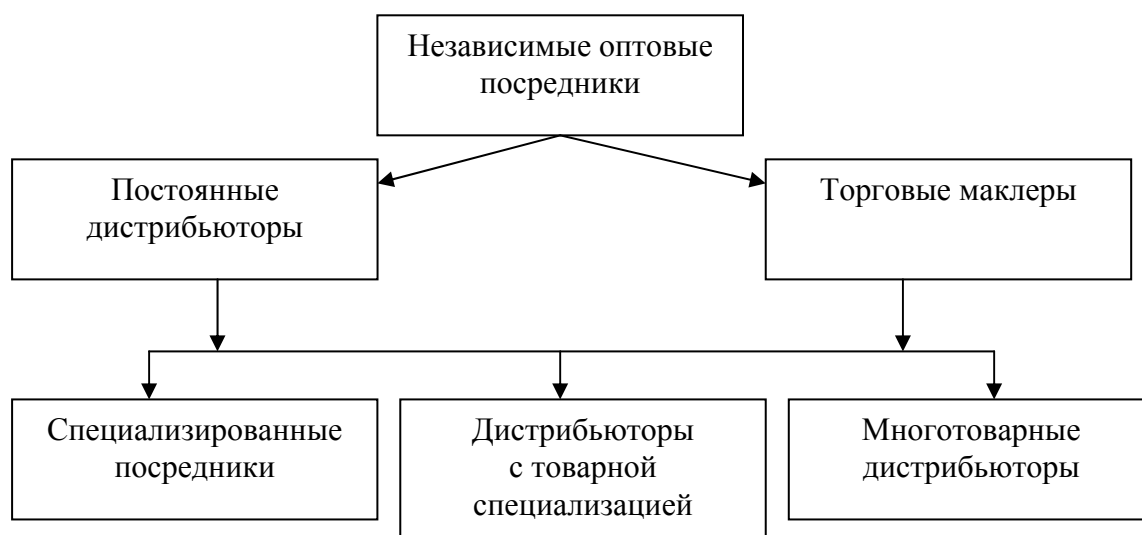 Независимые оптовые
посредники
Постоянные
дистрибьюторы
Торговые маклеры
Специализированные
посредники
Дистрибьюторы
с товарной
специализацией
Многотоварные
дистрибьюторы